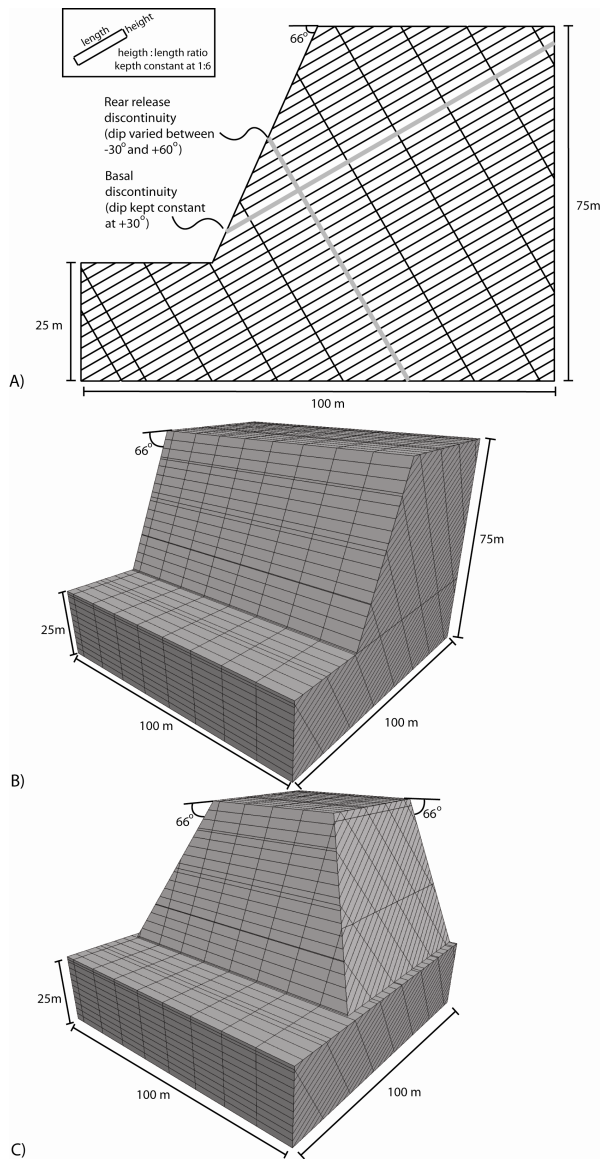 length
height
heigth : length ratio
kepth constant at 1:6
66°
Rear release
discontinuity
(dip varied between
-30° and +60°)
Basal
discontinuity
(dip kept constant
at +30°)
75m
25 m
A)
100 m
66°
75m
25m
100 m
100 m
B)
66°
66°
25m
100 m
100 m
C)